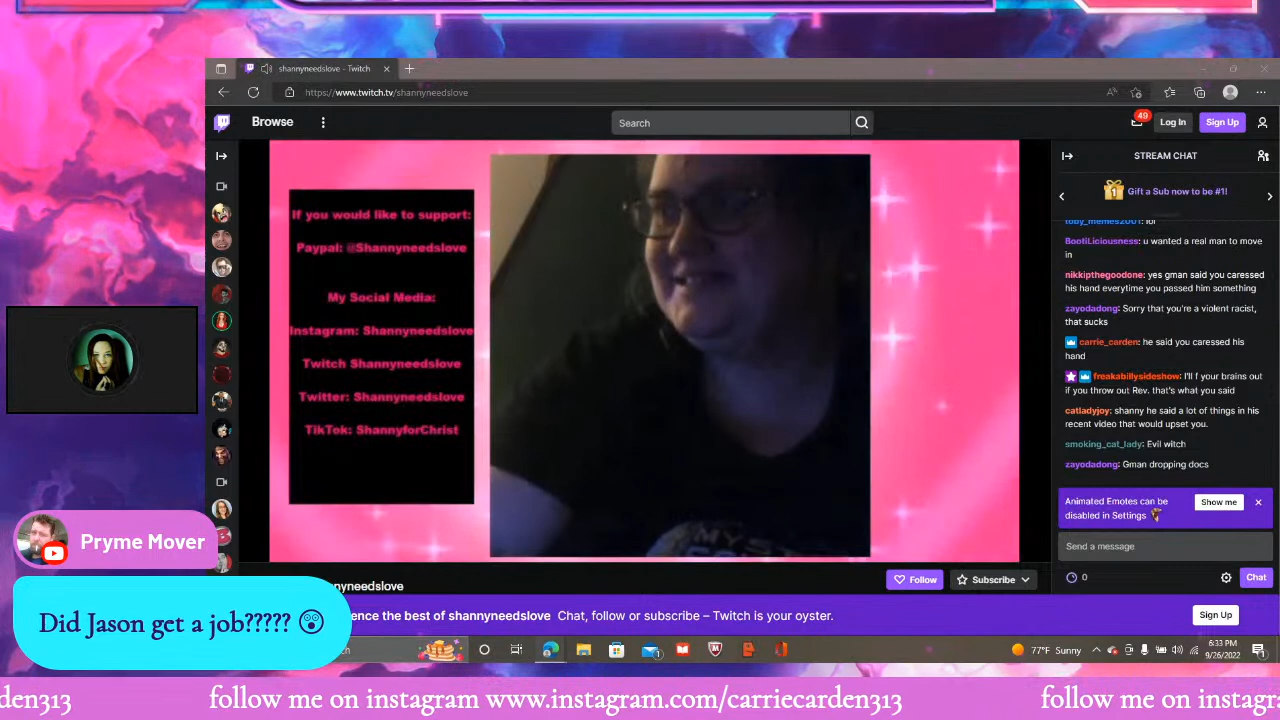 shannyneedslove - Twitch
https://www.twitch.tv/shannyneedslove
Browse
Search
49
Log In
Sign Up
STREAM CHAT
1
Gift a Sub now to be #1!
If you would like to support:
Paypal: @Shannyneedslove
My Social Media:
Instagram: Shannyneedslove
Twitch Shannyneedslove
Twitter: Shannyneedslove
TikTok: ShannyforChrist
toby_memes2001: lol
BootiLiciousness: u wanted a real man to move
in
nikkipthegoodone: yes gman said you caressed
his hand everytime you passed him something
zayodadong: Sorry that you're a violent racist,
that sucks
carrie_carden: he said you caressed his
hand
freakabillysideshow: I'll f your brains out
if you throw out Rev. that's what you said
catladyjoy: shanny he said a lot of things in his
recent video that would upset you.
smoking_cat_lady: Evil witch
zayodadong: Gman dropping docs
Animated Emotes can be
disabled in Settings
Show me
Send a message
0
Chat
Pryme Mover
Did Jason get a job?????
nyneedslove
Follow
Subscribe
ence the best of shannyneedslove Chat, follow or subscribe – Twitch is your oyster.
Sign Up
77°F Sunny
6:33 PM
9/26/2022
den313
follow me on instagram www.instagram.com/carriecarden313
follow me on instagr